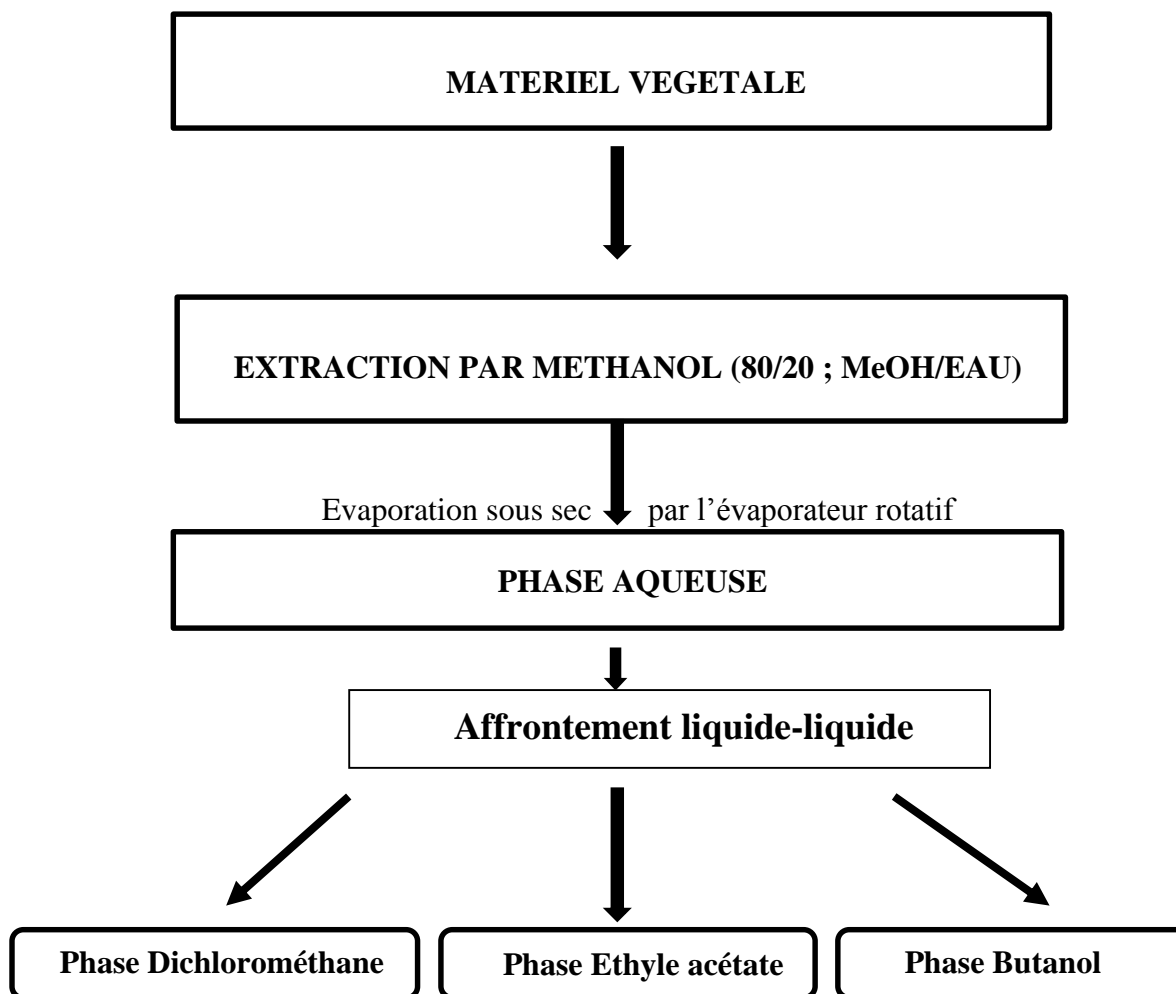 MATERIEL VEGETALE
EXTRACTION PAR METHANOL (80/20 ; MeOH/EAU)
Evaporation sous sec par l’évaporateur rotatif
PHASE AQUEUSE
Affrontement liquide-liquide
Phase Dichlorométhane
Phase Ethyle acétate
Phase Butanol